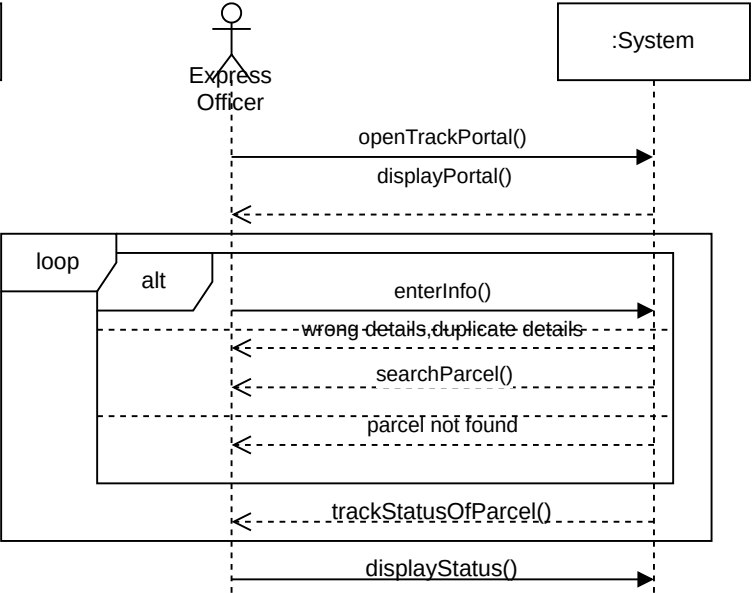 Express
Officer
:System
openTrackPortal()
displayPortal()
loop
alt
enterInfo()
wrong details,duplicate details
searchParcel()
parcel not found
trackStatusOfParcel()
displayStatus()